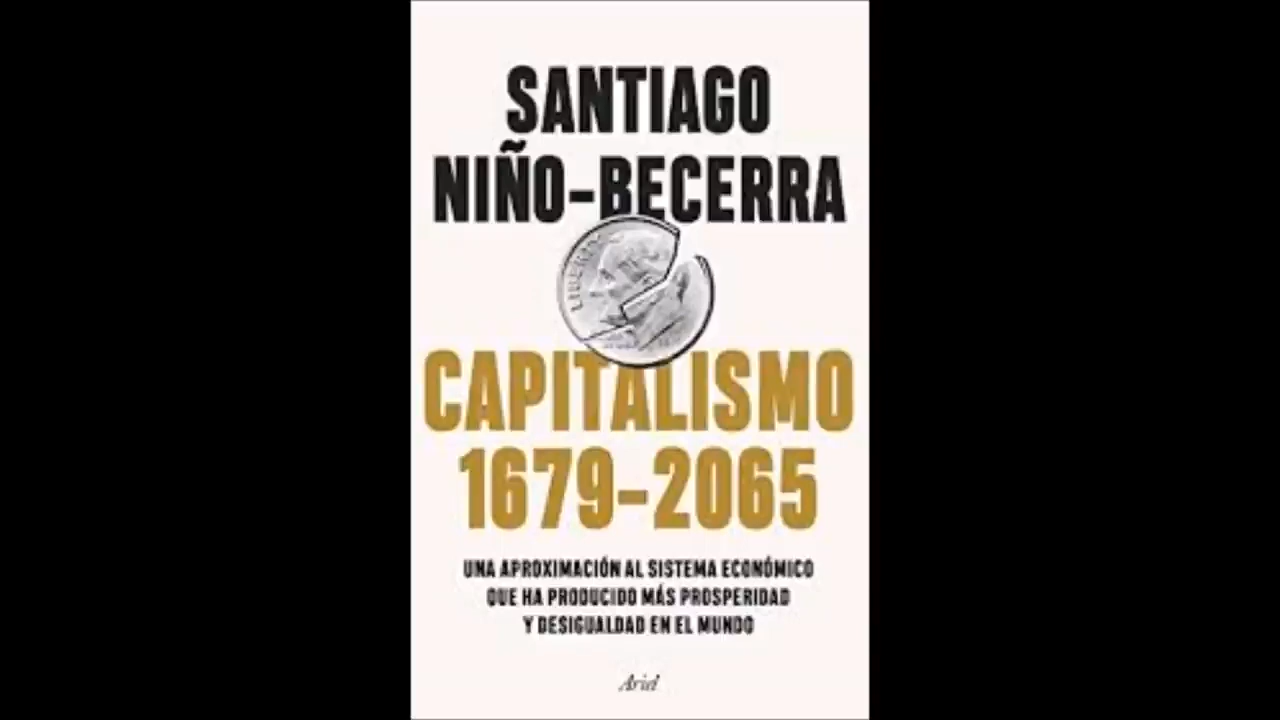 SANTIAGO
NIÑO-BECERRA
LIBERTY
CAPITALISMO
1679-2065
UNA APROXIMACIÓN AL SISTEMA ECONÓMICO
QUE HA PRODUCIDO MÁS PROSPERIDAD
Y DESIGUALDAD EN EL MUNDO
Ariel